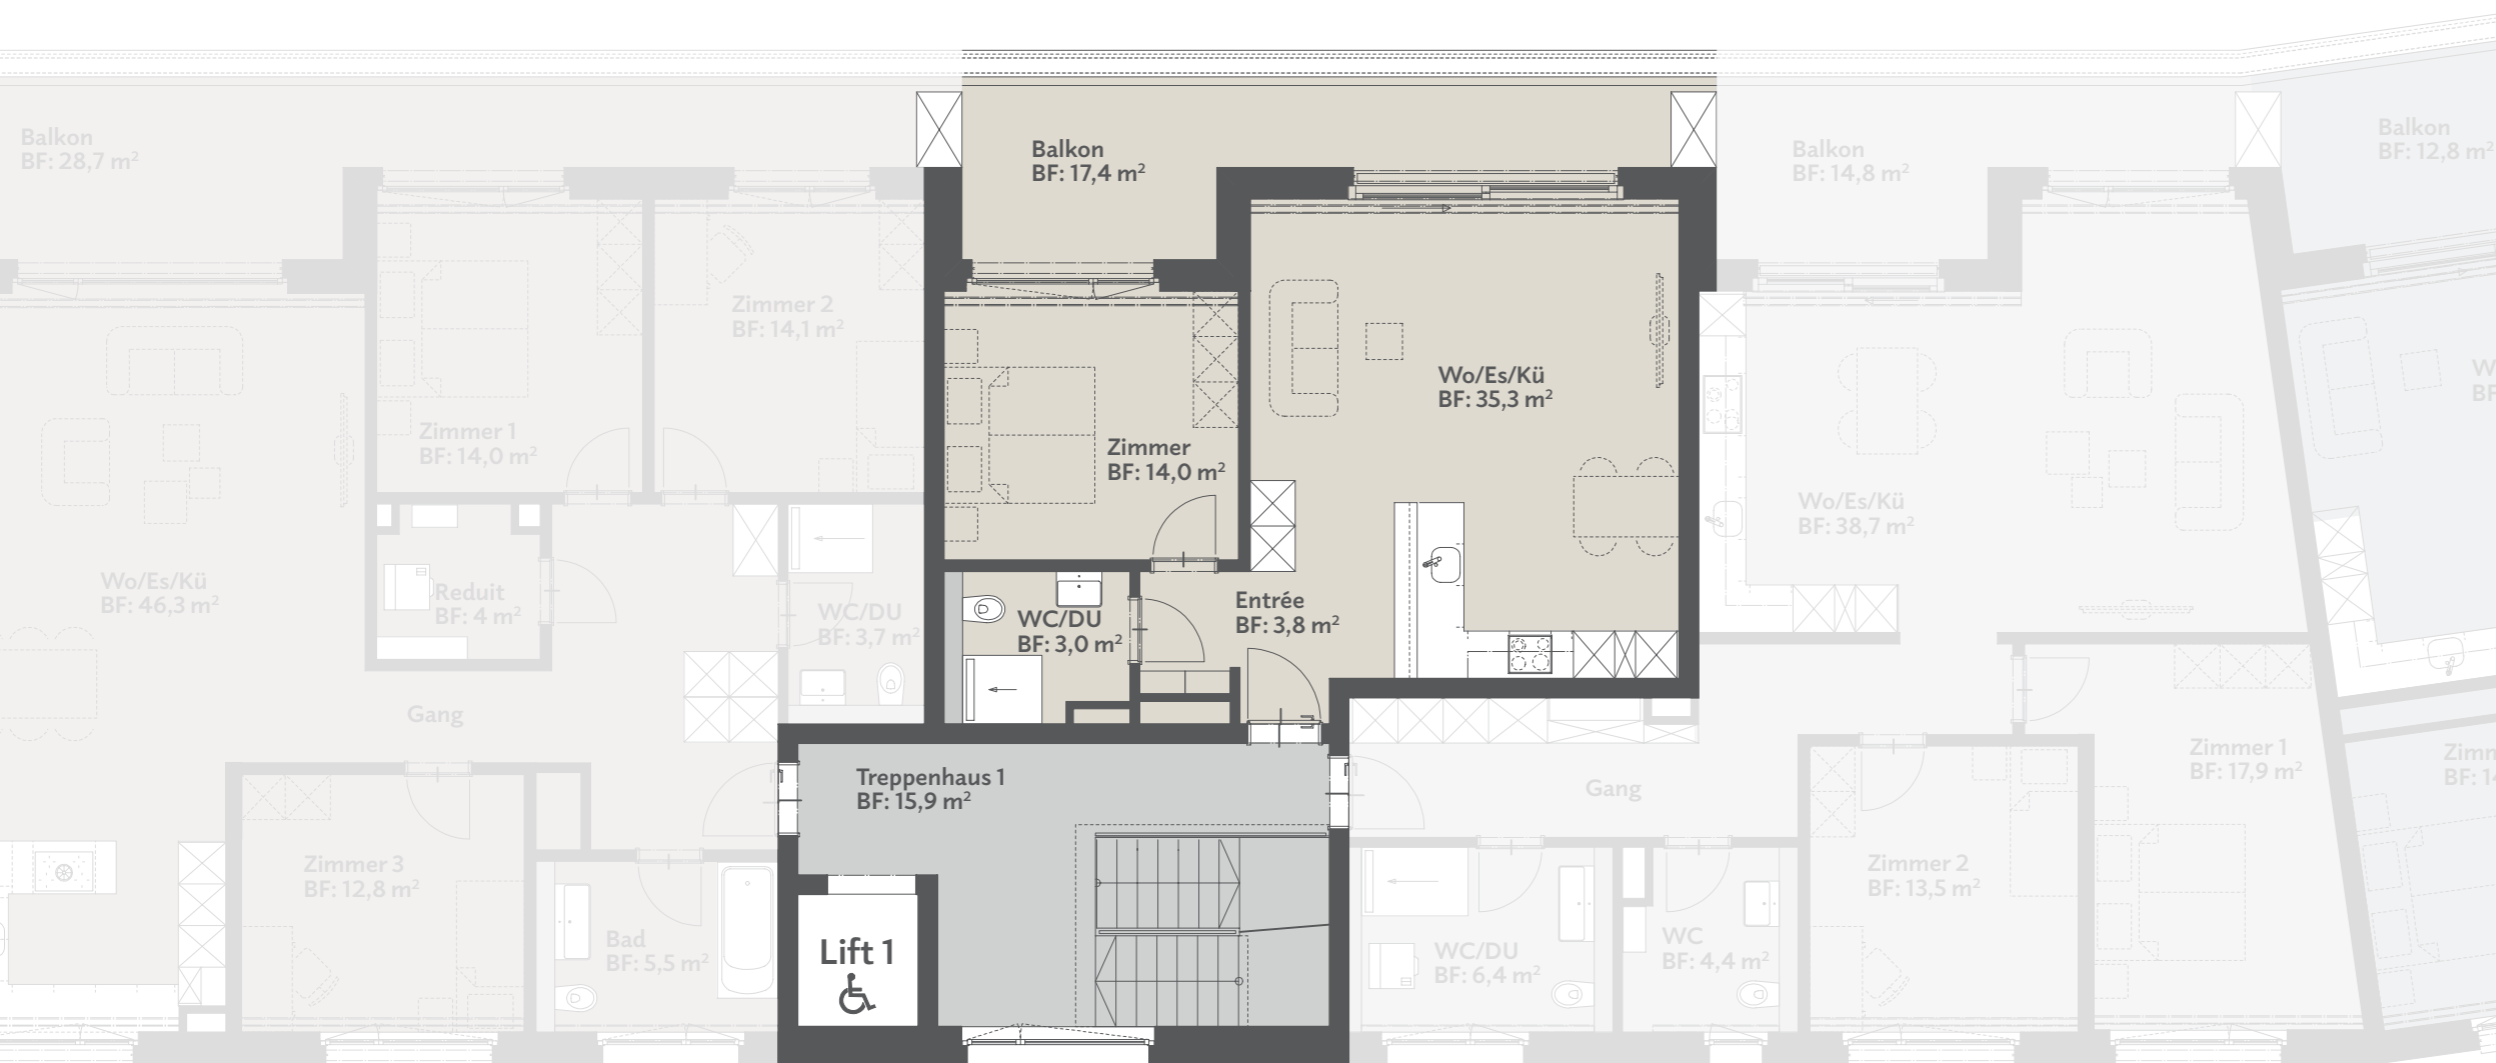 Balkon
BF: 28,7 m²
Balkon
BF: 17,4 m²
Balkon
BF: 14,8 m²
Balkon
BF: 12,8 m²
Zimmer 2
BF: 14,1 m²
Zimmer 1
BF: 14,0 m²
Zimmer
BF: 14,0 m²
Wo/Es/Kü
BF: 35,3 m²
Wo/Es/Kü
BF: 38,7 m²
Wo/Es/Kü
BF: 46,3 m²
Reduit
BF: 4 m²
WC/DU
BF: 3,7 m²
WC/DU
BF: 3,0 m²
Entrée
BF: 3,8 m²
Gang
Treppenhaus 1
BF: 15,9 m²
Gang
Zimmer 1
BF: 17,9 m²
Zimmer 3
BF: 12,8 m²
Bad
BF: 5,5 m²
Lift 1
WC/DU
BF: 6,4 m²
WC
BF: 4,4 m²
Zimmer 2
BF: 13,5 m²